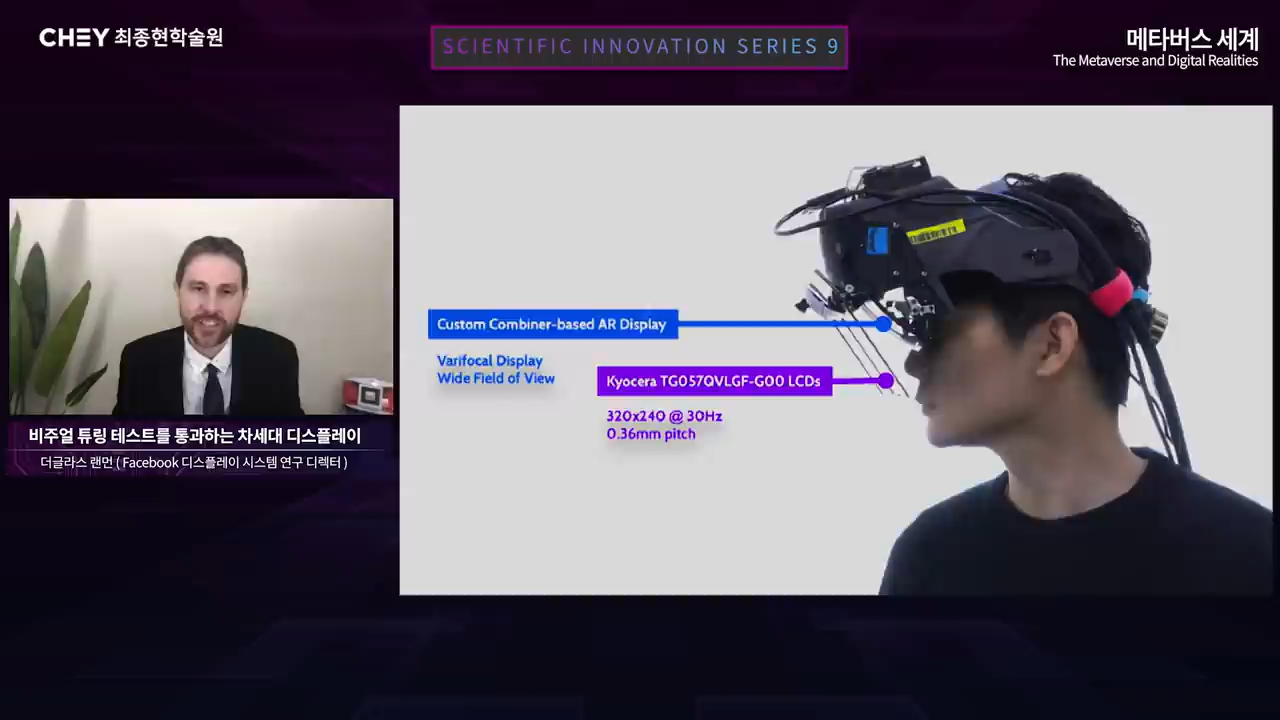 CHEY 최종현학술원
SCIENTIFIC INNOVATION SERIES 9
메타버스 세계
The Metaverse and Digital Realities
Custom Combiner-based AR Display
Varifocal Display
Wide Field of View
Kyocera TG057QVLGF-G00 LCDs
320x240 @ 30Hz
0.36mm pitch
비주얼 튜링 테스트를 통과하는 차세대 디스플레이
더글라스 랜먼 ( Facebook 디스플레이 시스템 연구 디렉터 )